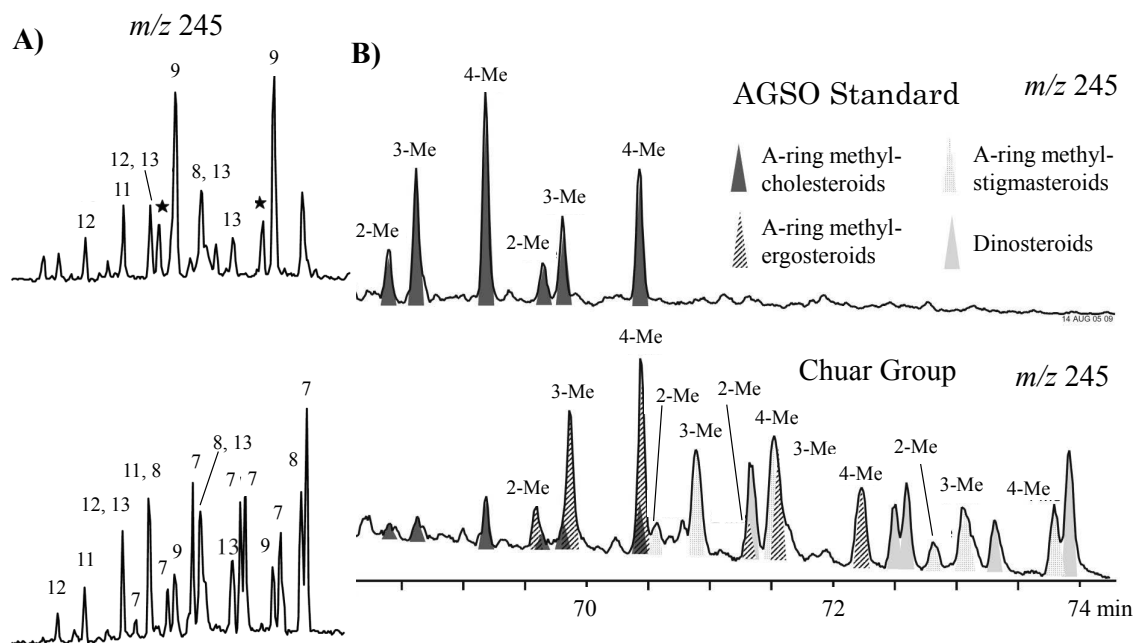 A)
m/z 245
9
9
12, 13
8, 13
11
12
13
7
7
8, 13
11, 8
7
7 7
8
12, 13
7
11
13
9
9
12
7
7
B)
AGSO Standard
m/z 245
4-Me
3-Me
4-Me
3-Me
2-Me
2-Me
A-ring methyl-
cholesteroids
A-ring methyl-
stigmasteroids
A-ring methyl-
ergosteroids
Dinosteroids
14 AUG 05 09
4-Me
Chuar Group
m/z 245
3-Me
2-Me
2-Me
4-Me
3-Me
3-Me
2-Me
2-Me
4-Me
3-Me
4-Me
70
72
74 min